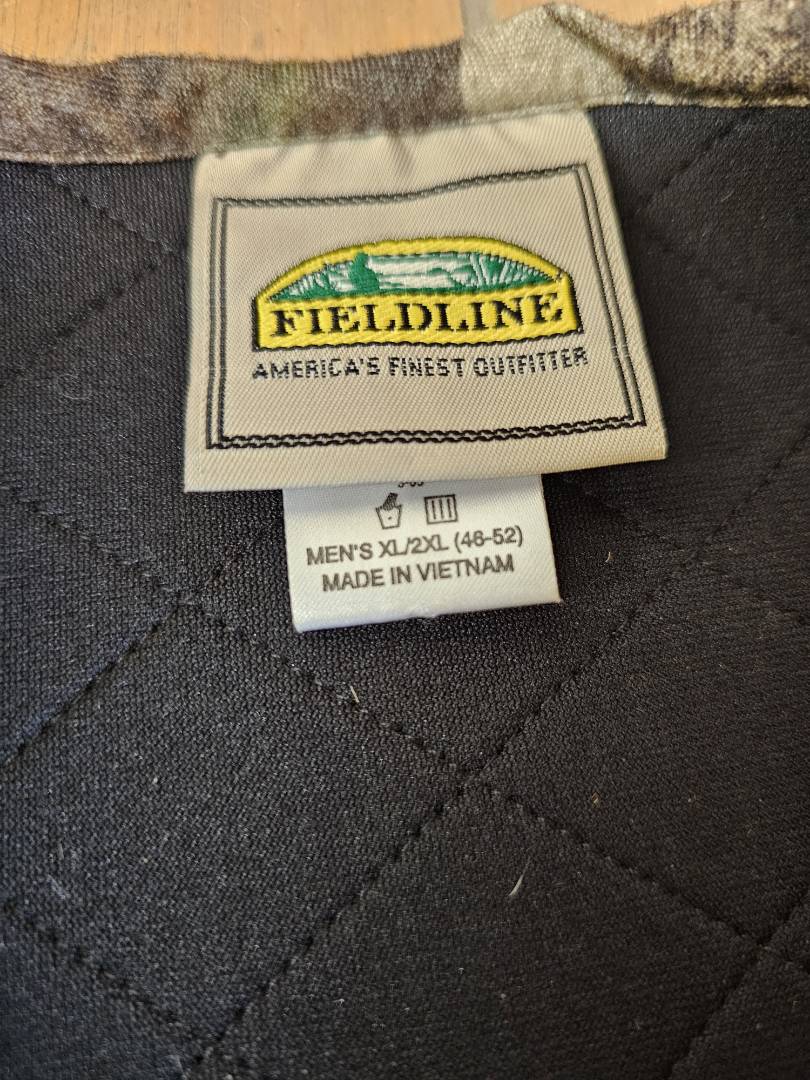 FIELDLINE
AMERICA'S FINEST OUTFITTER
MEN'S XL/2XL (46-52)
MADE IN VIETNAM